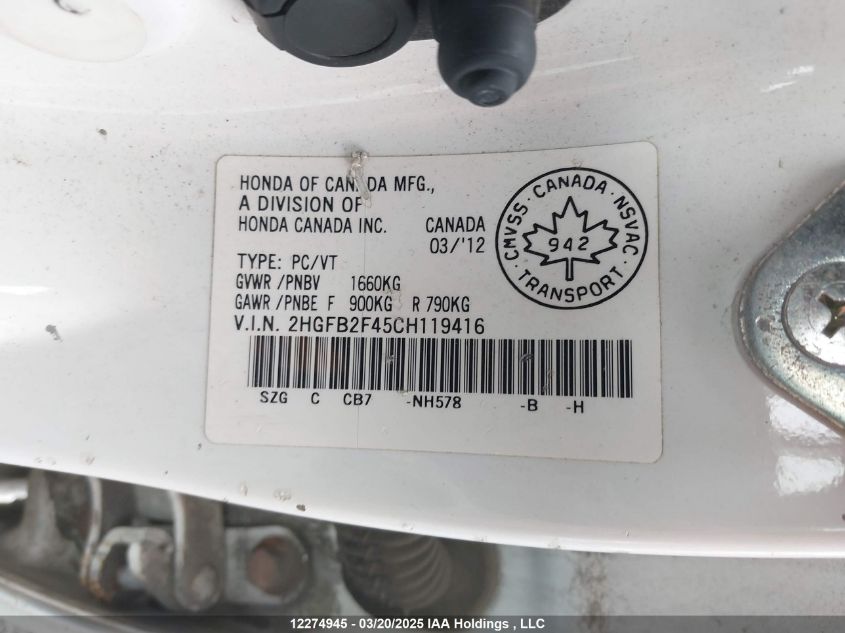 HONDA OF CANADA MFG.,
A DIVISION OF
HONDA CANADA INC. CANADA
03/'12
TYPE: PC/VT
GVWR /PNBV 1660KG
GAWR /PNBE F 900KG R 790KG
V.I.N. 2HGFB2F45CH119416
SZG C CB7 -NH578 -B -H
CMVSS · CANADA · NSVAC · TRANSPORT ·
942
12274945 - 03/20/2025 IAA Holdings , LLC